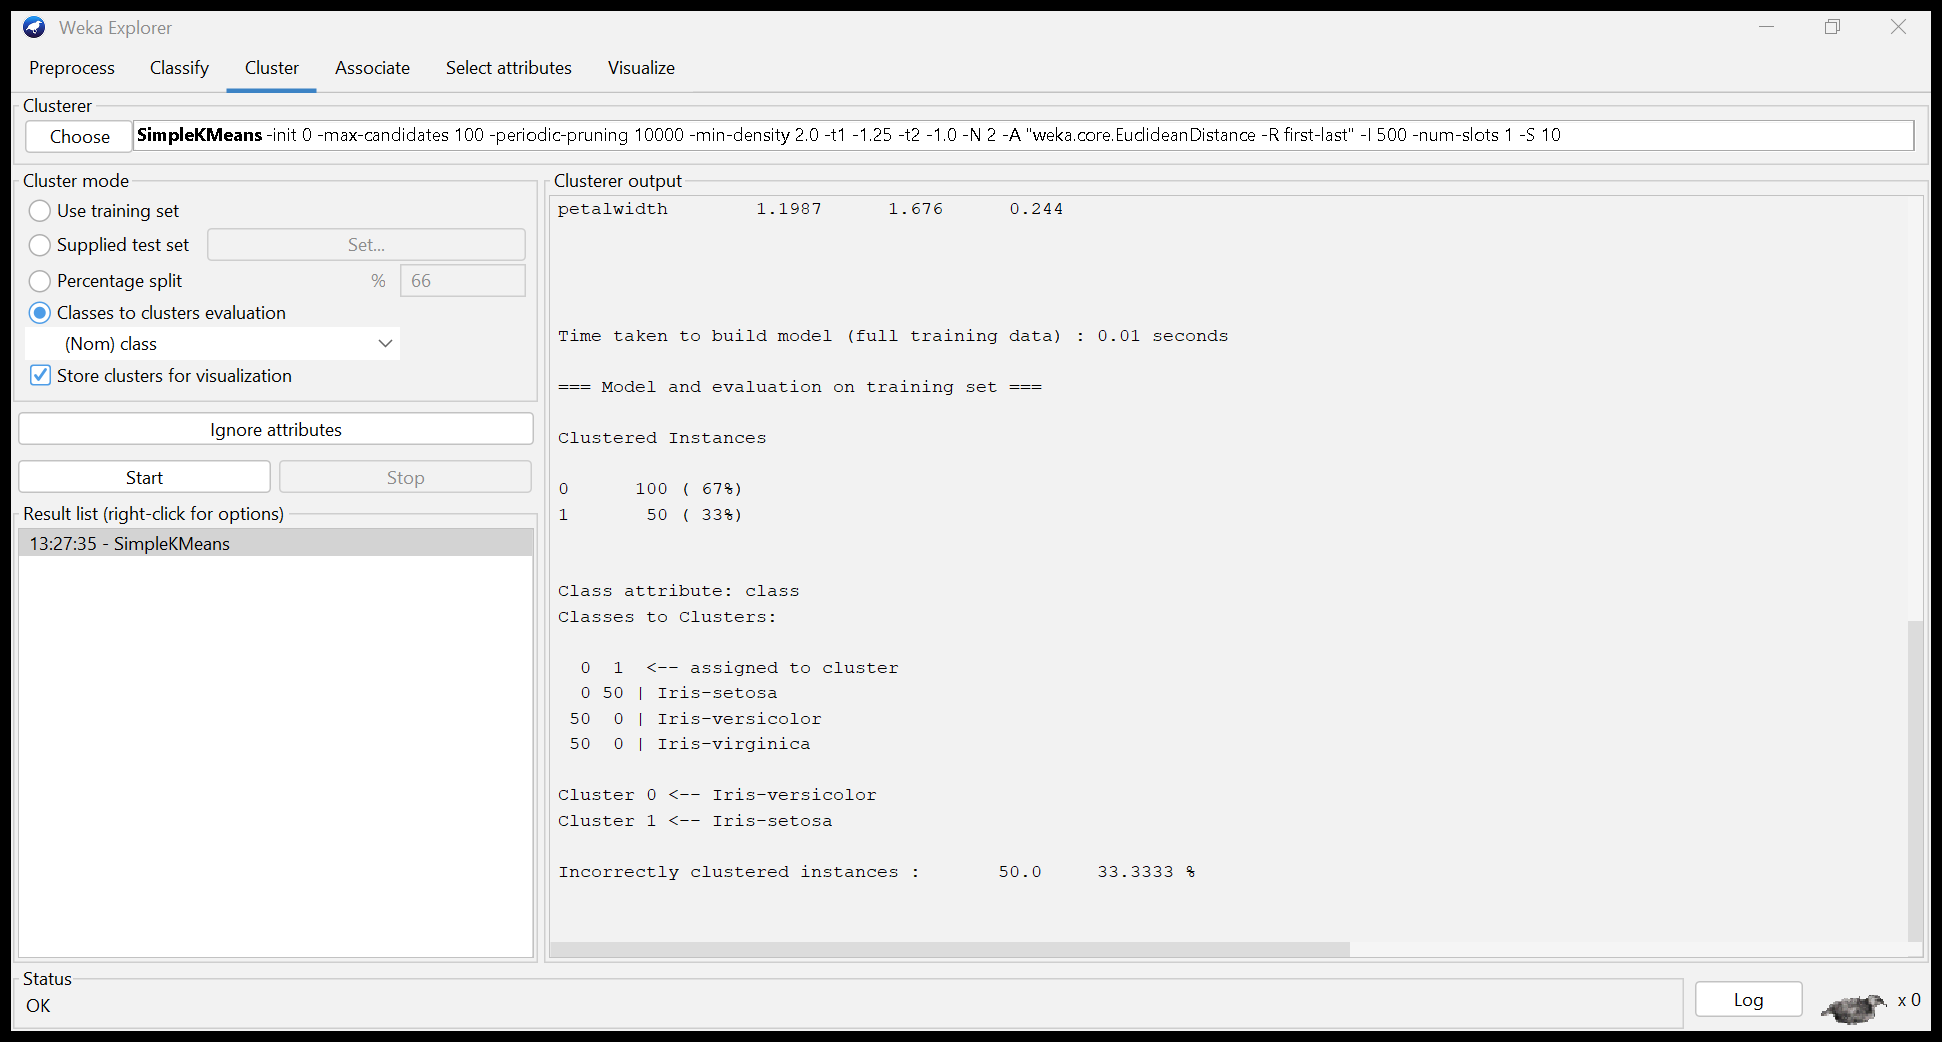 Weka Explorer
Preprocess Classify Cluster Associate Select attributes Visualize
Clusterer
Choose SimpleKMeans -init 0 -max-candidates 100 -periodic-pruning 10000 -min-density 2.0 -t1 -1.25 -t2 -1.0 -N 2 -A "weka.core.EuclideanDistance -R first-last" -I 500 -num-slots 1 -S 10
Cluster mode
Use training set
Supplied test set Set...
Percentage split % 66
Classes to clusters evaluation
(Nom) class
Store clusters for visualization
Ignore attributes
Start Stop
Result list (right-click for options)
13:27:35 - SimpleKMeans
Clusterer output
petalwidth 1.1987 1.676 0.244
Time taken to build model (full training data) : 0.01 seconds
=== Model and evaluation on training set ===
Clustered Instances
0 100 ( 67%)
1 50 ( 33%)
Class attribute: class
Classes to Clusters:
0 1 <-- assigned to cluster
0 50 | Iris-setosa
50 0 | Iris-versicolor
50 0 | Iris-virginica
Cluster 0 <-- Iris-versicolor
Cluster 1 <-- Iris-setosa
Incorrectly clustered instances : 50.0 33.3333 %
Status
OK
Log x 0